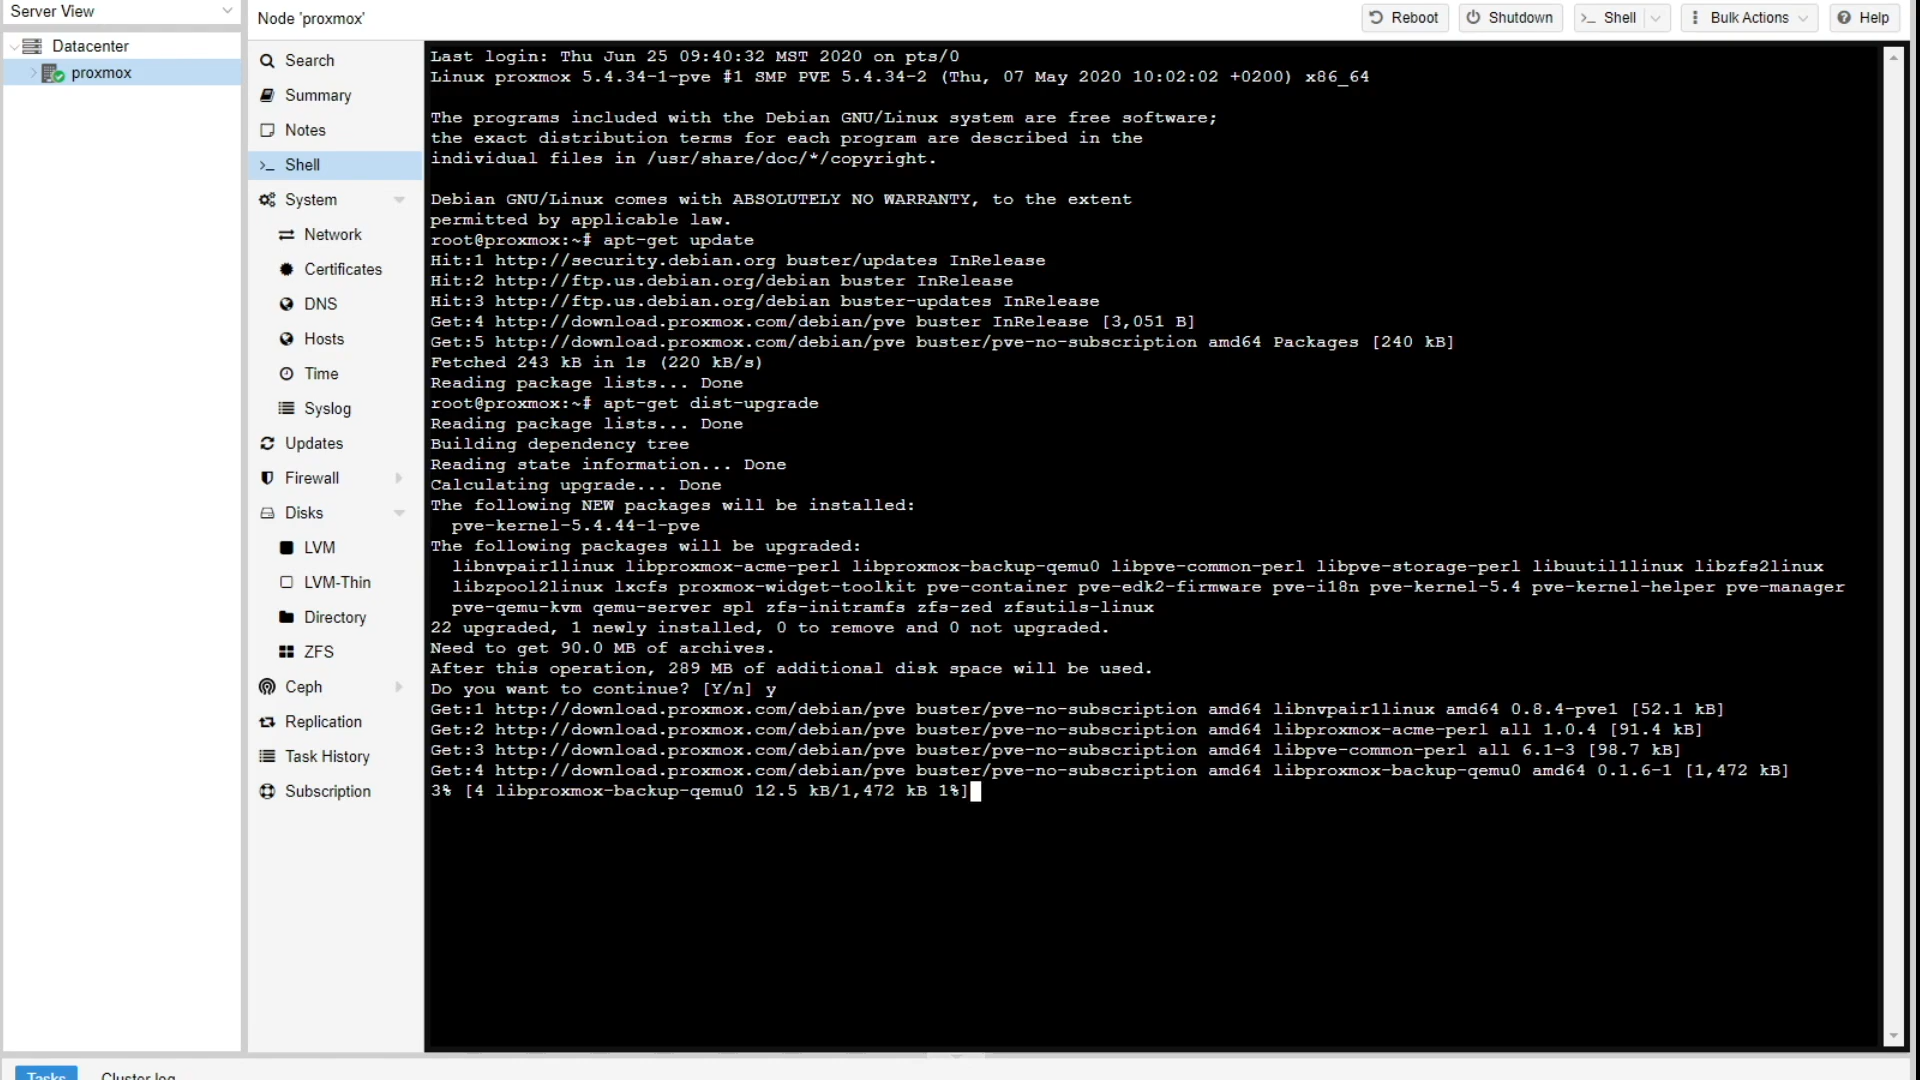 Server View
Datacenter
proxmox
Node 'proxmox'
Reboot
Shutdown
Shell
Bulk Actions
Help
Search
Summary
Notes
Shell
System
Network
Certificates
DNS
Hosts
Time
Syslog
Updates
Firewall
Disks
LVM
LVM-Thin
Directory
ZFS
Ceph
Replication
Task History
Subscription
Last login: Thu Jun 25 09:40:32 MST 2020 on pts/0
Linux proxmox 5.4.34-1-pve #1 SMP PVE 5.4.34-2 (Thu, 07 May 2020 10:02:02 +0200) x86_64
The programs included with the Debian GNU/Linux system are free software;
the exact distribution terms for each program are described in the
individual files in /usr/share/doc/*/copyright.
Debian GNU/Linux comes with ABSOLUTELY NO WARRANTY, to the extent
permitted by applicable law.
root@proxmox:~# apt-get update
Hit:1 http://security.debian.org buster/updates InRelease
Hit:2 http://ftp.us.debian.org/debian buster InRelease
Hit:3 http://ftp.us.debian.org/debian buster-updates InRelease
Get:4 http://download.proxmox.com/debian/pve buster InRelease [3,051 B]
Get:5 http://download.proxmox.com/debian/pve buster/pve-no-subscription amd64 Packages [240 kB]
Fetched 243 kB in 1s (220 kB/s)
Reading package lists... Done
root@proxmox:~# apt-get dist-upgrade
Reading package lists... Done
Building dependency tree
Reading state information... Done
Calculating upgrade... Done
The following NEW packages will be installed:
pve-kernel-5.4.44-1-pve
The following packages will be upgraded:
libnvpair1linux libproxmox-acme-perl libproxmox-backup-qemu0 libpve-common-perl libpve-storage-perl libuutil1linux libzfs2linux
libzpool2linux lxcfs proxmox-widget-toolkit pve-container pve-edk2-firmware pve-i18n pve-kernel-5.4 pve-kernel-helper pve-manager
pve-qemu-kvm qemu-server spl zfs-initramfs zfs-zed zfsutils-linux
22 upgraded, 1 newly installed, 0 to remove and 0 not upgraded.
Need to get 90.0 MB of archives.
After this operation, 289 MB of additional disk space will be used.
Do you want to continue? [Y/n] y
Get:1 http://download.proxmox.com/debian/pve buster/pve-no-subscription amd64 libnvpair1linux amd64 0.8.4-pve1 [52.1 kB]
Get:2 http://download.proxmox.com/debian/pve buster/pve-no-subscription amd64 libproxmox-acme-perl all 1.0.4 [91.4 kB]
Get:3 http://download.proxmox.com/debian/pve buster/pve-no-subscription amd64 libpve-common-perl all 6.1-3 [98.7 kB]
Get:4 http://download.proxmox.com/debian/pve buster/pve-no-subscription amd64 libproxmox-backup-qemu0 amd64 0.1.6-1 [1,472 kB]
3% [4 libproxmox-backup-qemu0 12.5 kB/1,472 kB 1%]
Tasks
Cluster log